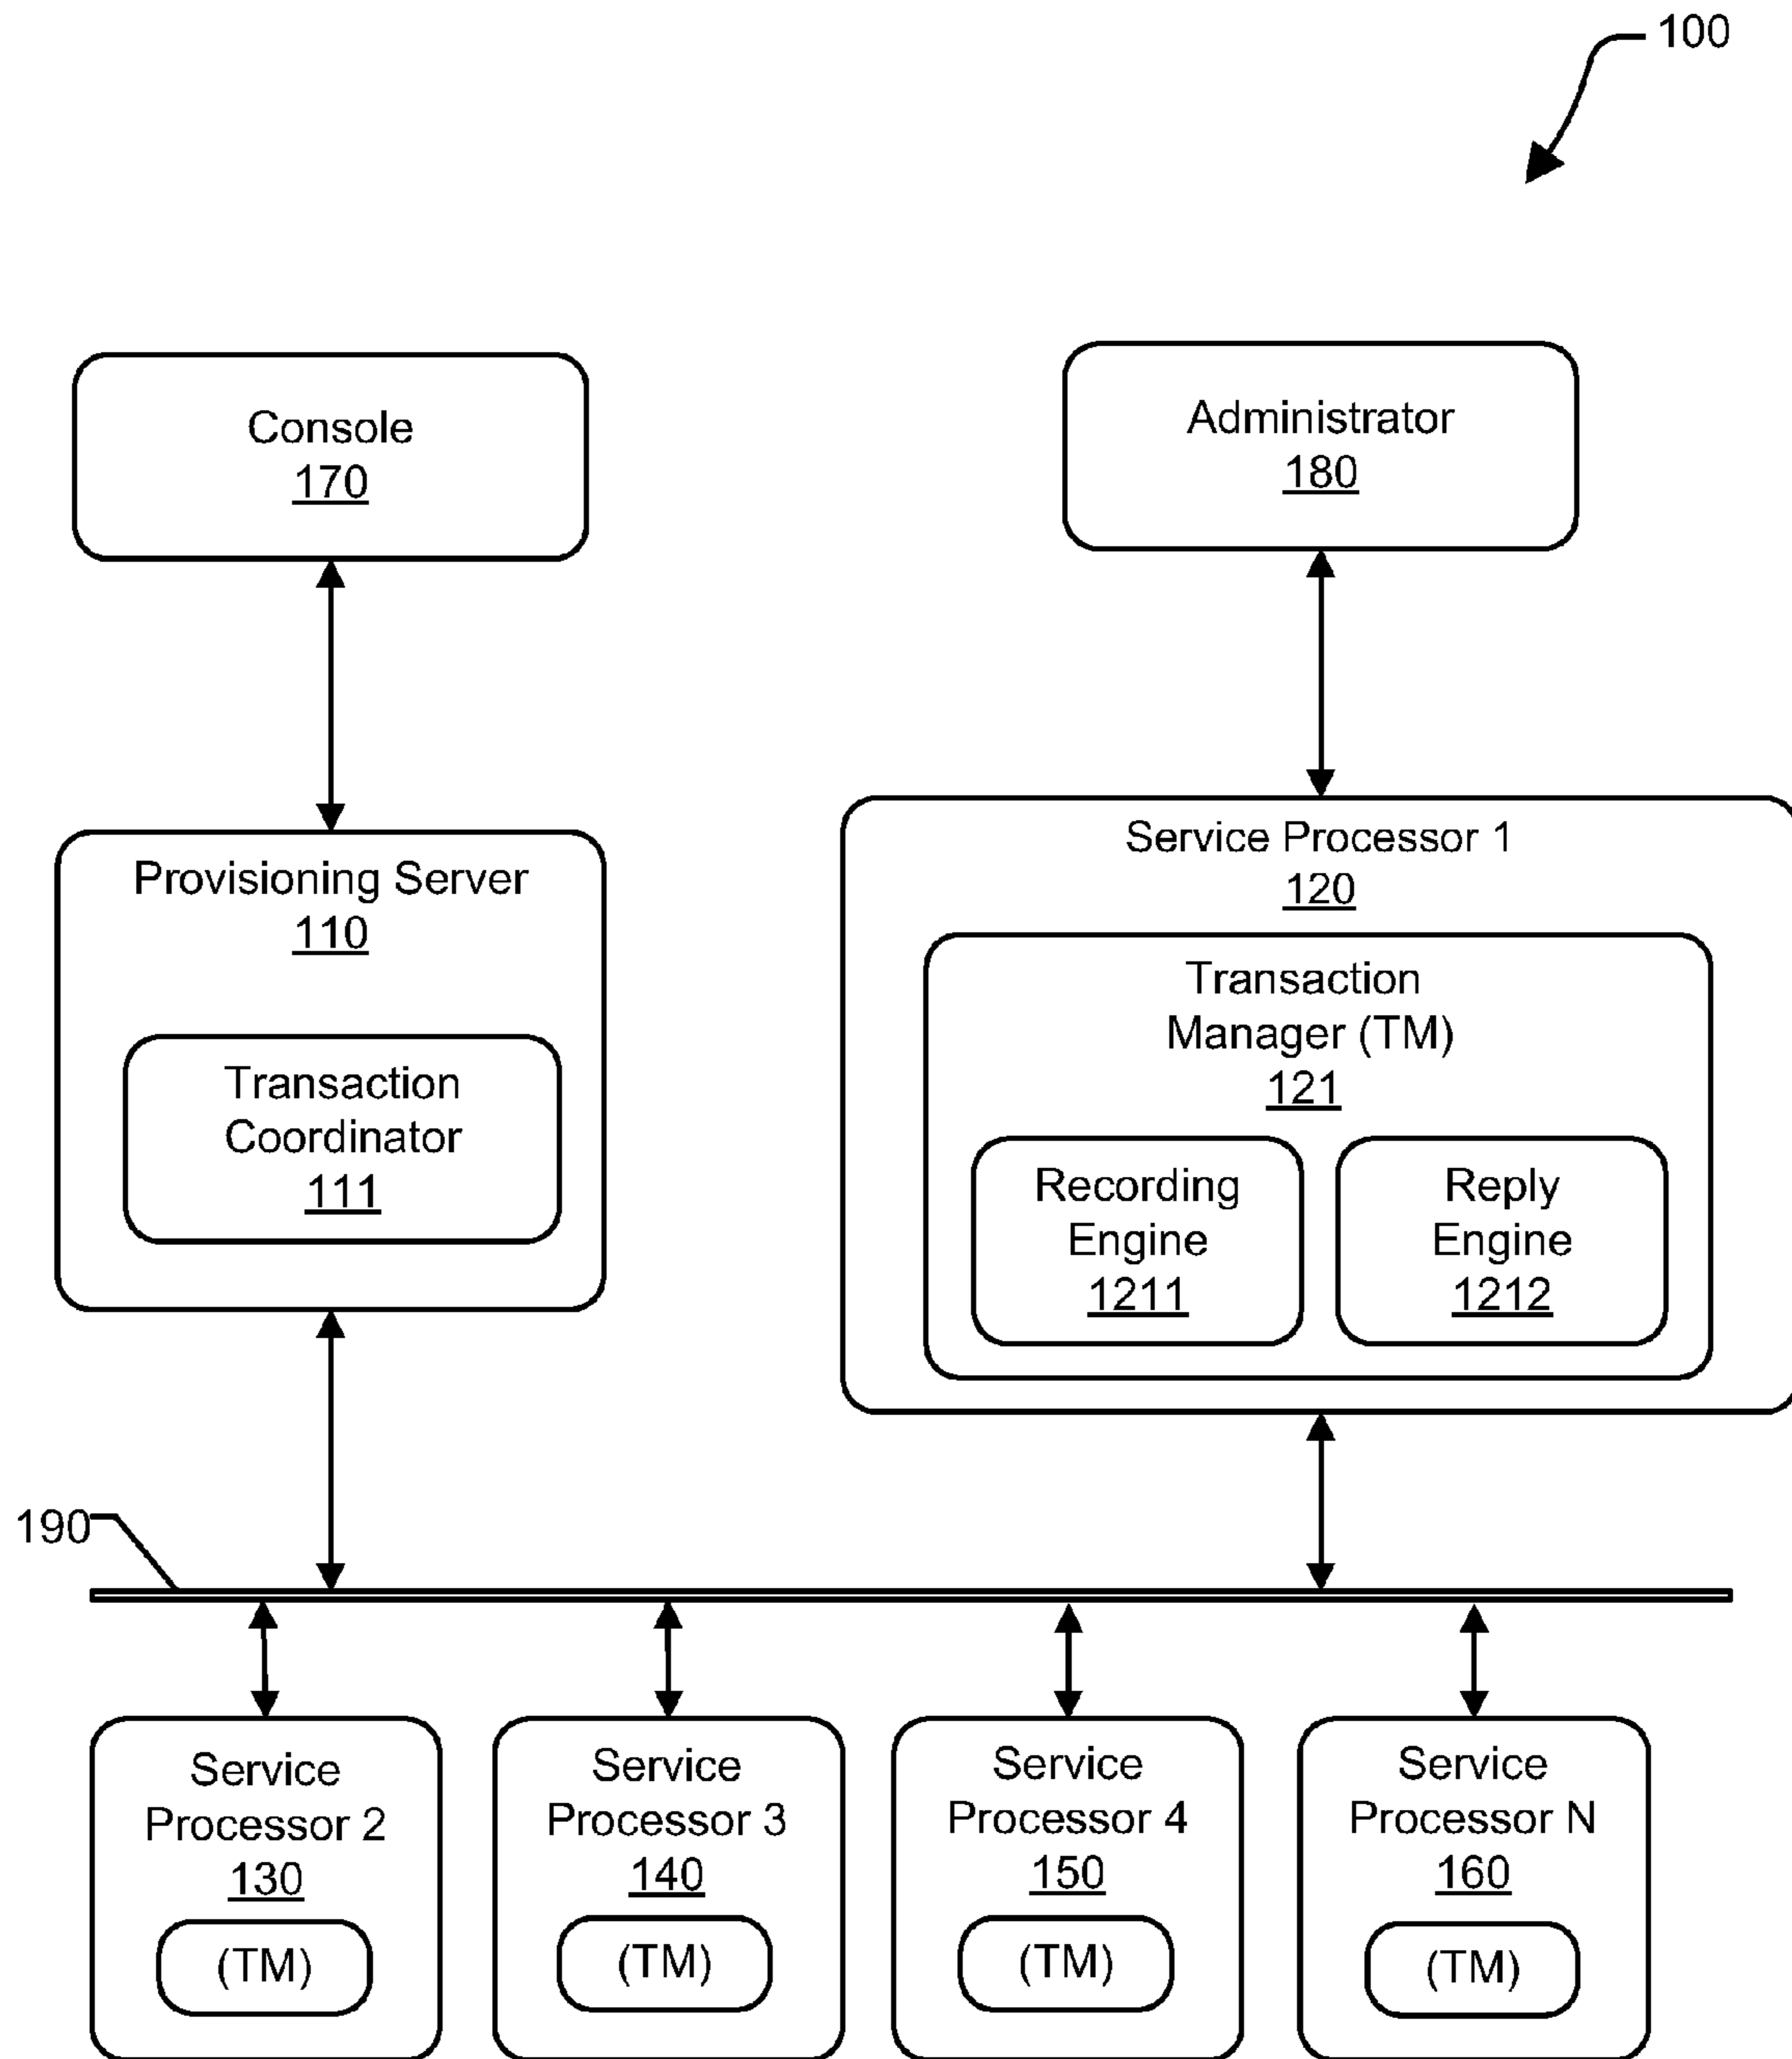 100
Console
170
Administrator
180
Provisioning Server
110
Transaction
Coordinator
111
Service Processor 1
120
Transaction
Manager (TM)
121
Recording
Engine
1211
Reply
Engine
1212
190
Service
Processor 2
130
(TM)
Service
Processor 3
140
(TM)
Service
Processor 4
150
(TM)
Service
Processor N
160
(TM)